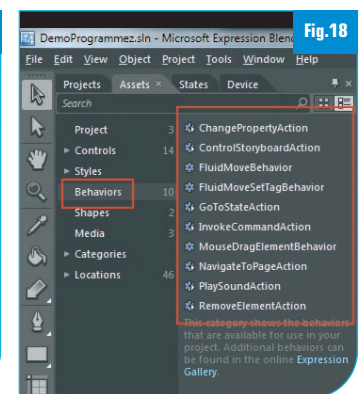 Fig.18
DemoProgrammez.sln - Microsoft Expression Blend
File Edit View Object Project Tools Window Help
Projects Assets × States Device
Search
Project 3
Controls 14
Styles
Behaviors 10
Shapes 2
Media 3
Categories
Locations 46
ChangePropertyAction
ControlStoryboardAction
FluidMoveBehavior
FluidMoveSetTagBehavior
GoToStateAction
InvokeCommandAction
MouseDragElementBehavior
NavigateToPageAction
PlaySoundAction
RemoveElementAction
This category shows the behaviors
that are available for use in your
project. Additional behaviors can
be found in the online Expression
Gallery.